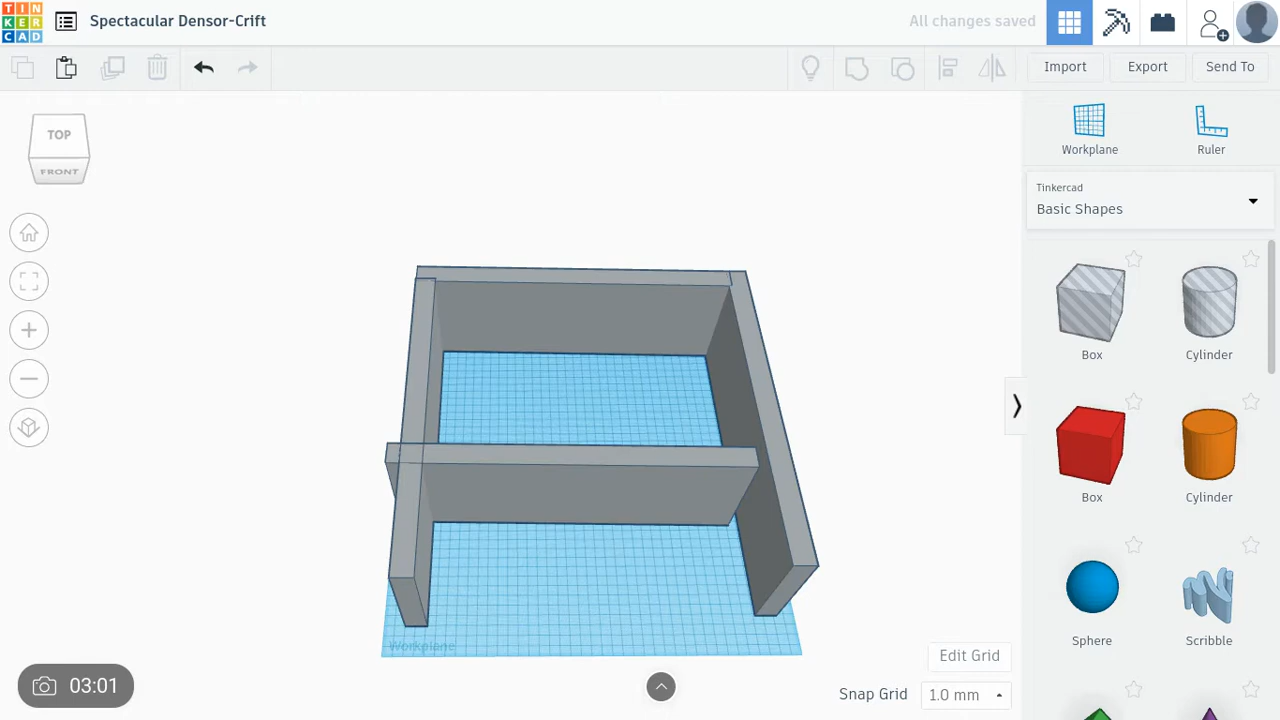 TIN
KER
CAD
Spectacular Densor-Crift
All changes saved
Import
Export
Send To
TOP
FRONT
Workplane
Ruler
Tinkercad
Basic Shapes
Box
Cylinder
Box
Cylinder
Sphere
Scribble
Workplane
Edit Grid
Snap Grid
1.0 mm
03:01